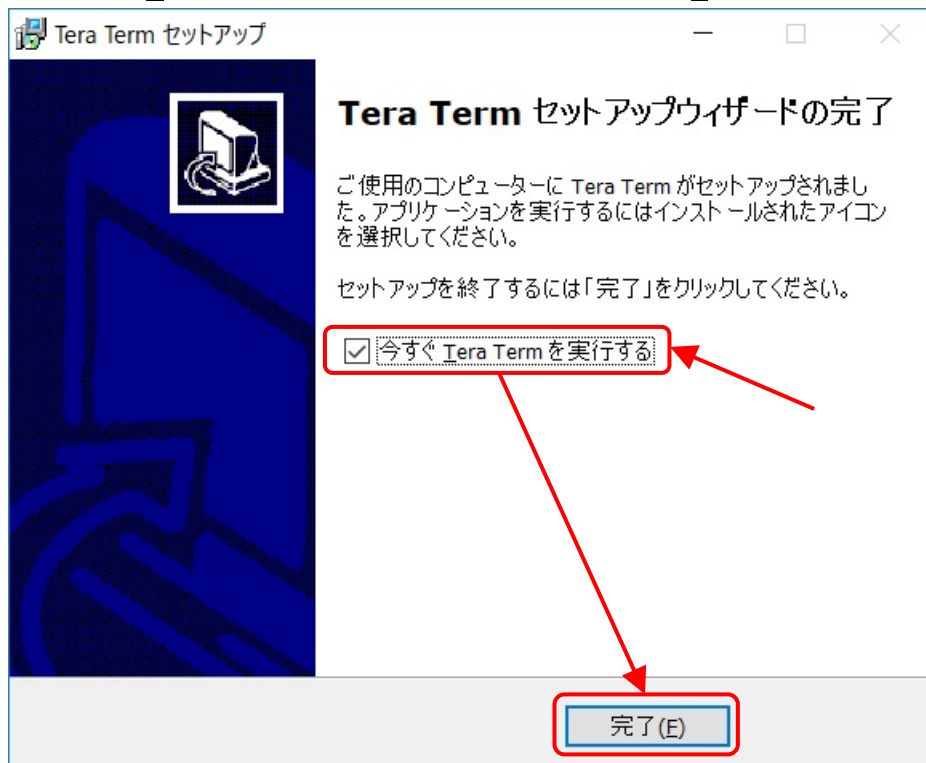 Tera Term セットアップ
Tera Term セットアップウィザードの完了
ご使用のコンピューターに Tera Term がセットアップされまし
た。アプリケーションを実行するにはインストールされたアイコン
を選択してください。
セットアップを終了するには「完了」をクリックしてください。
今すぐ Tera Term を実行する
完了(F)